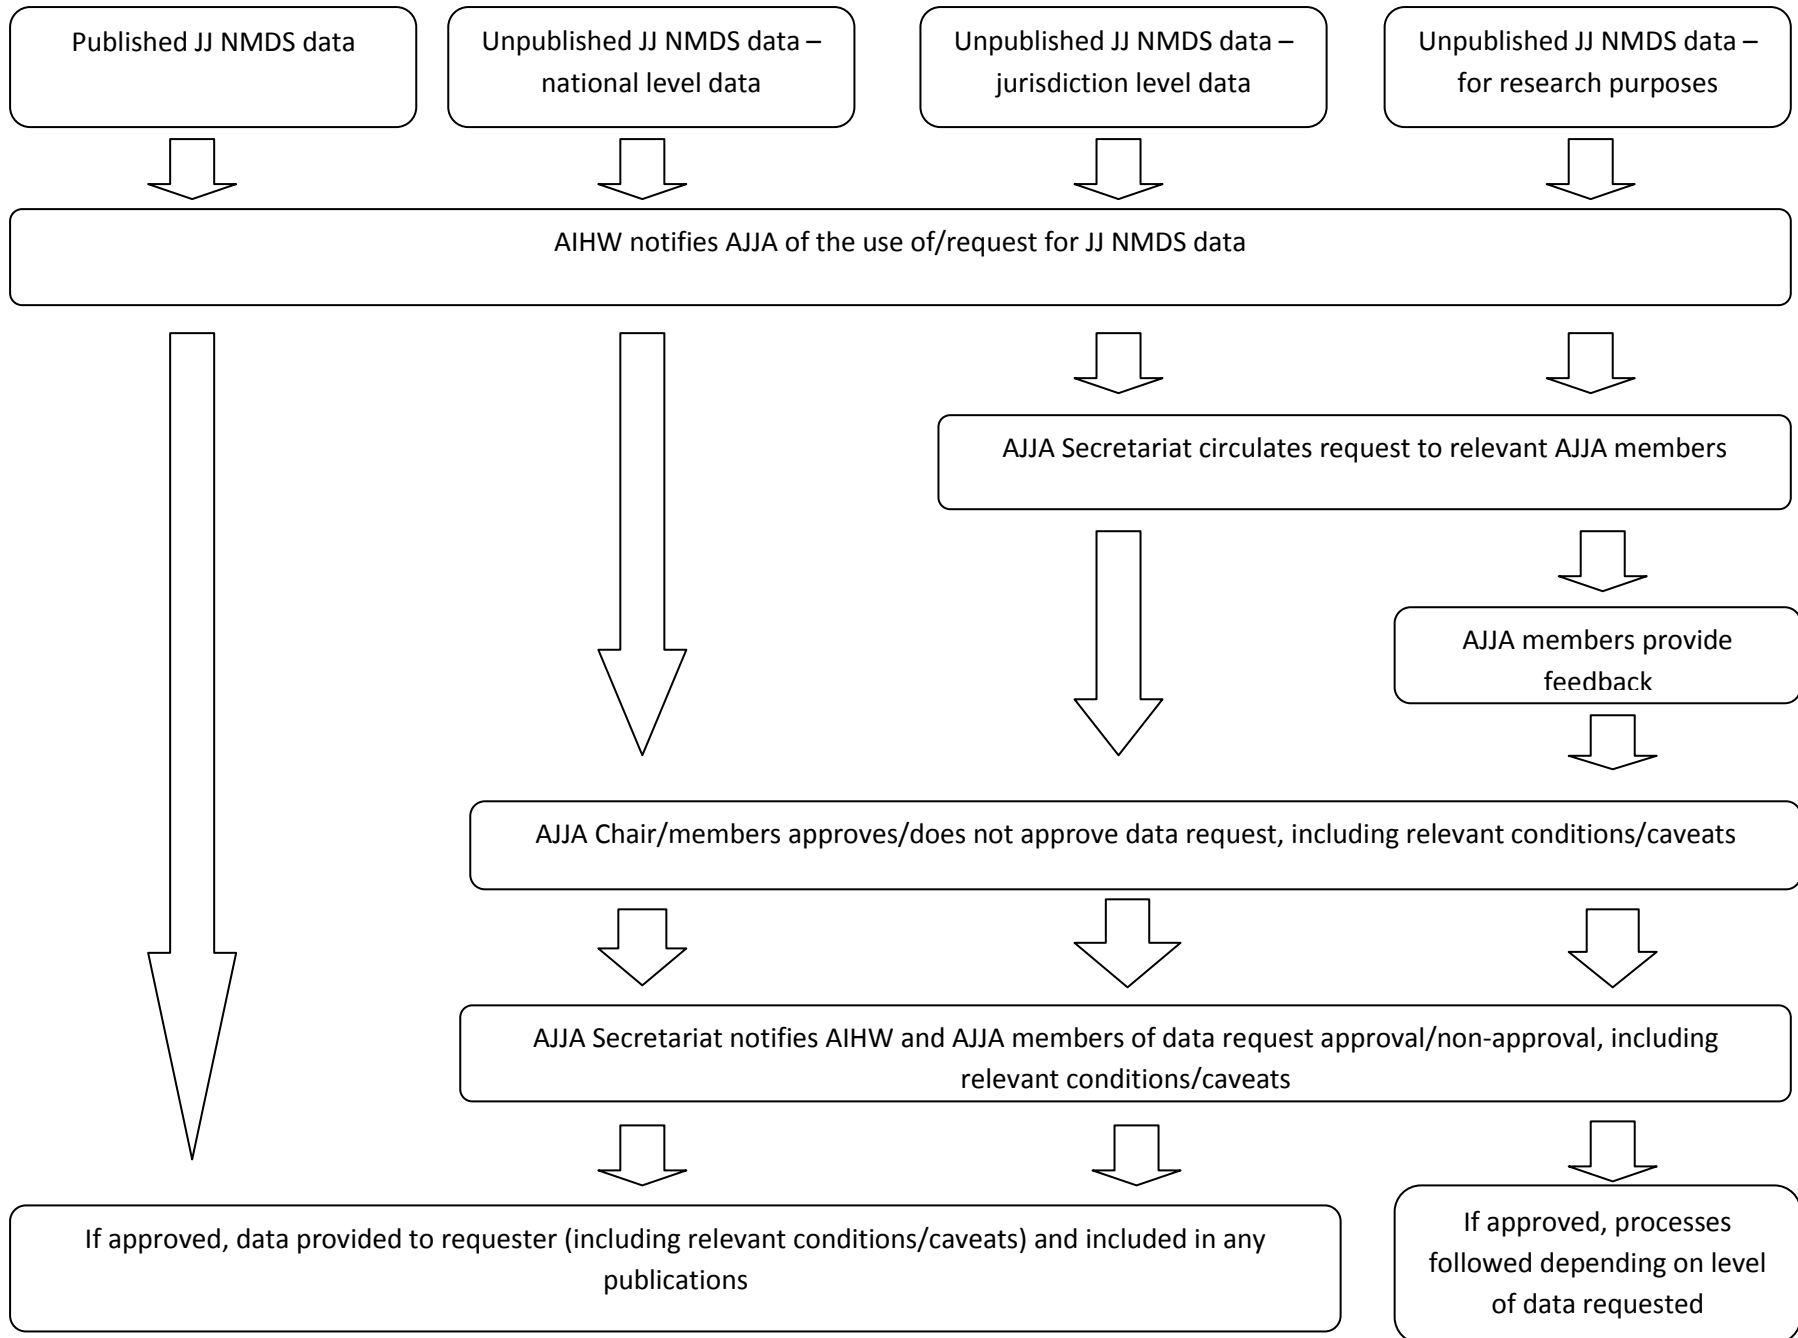 Published JJ NMDS data
Unpublished JJ NMDS data –
national level data
Unpublished JJ NMDS data –
jurisdiction level data
Unpublished JJ NMDS data –
for research purposes
AIHW notifies AJJA of the use of/request for JJ NMDS data
AJJA Secretariat circulates request to relevant AJJA members
AJJA members provide
feedback
AJJA Chair/members approves/does not approve data request, including relevant conditions/caveats
AJJA Secretariat notifies AIHW and AJJA members of data request approval/non-approval, including
relevant conditions/caveats
If approved, data provided to requester (including relevant conditions/caveats) and included in any
publications
If approved, processes
followed depending on level
of data requested